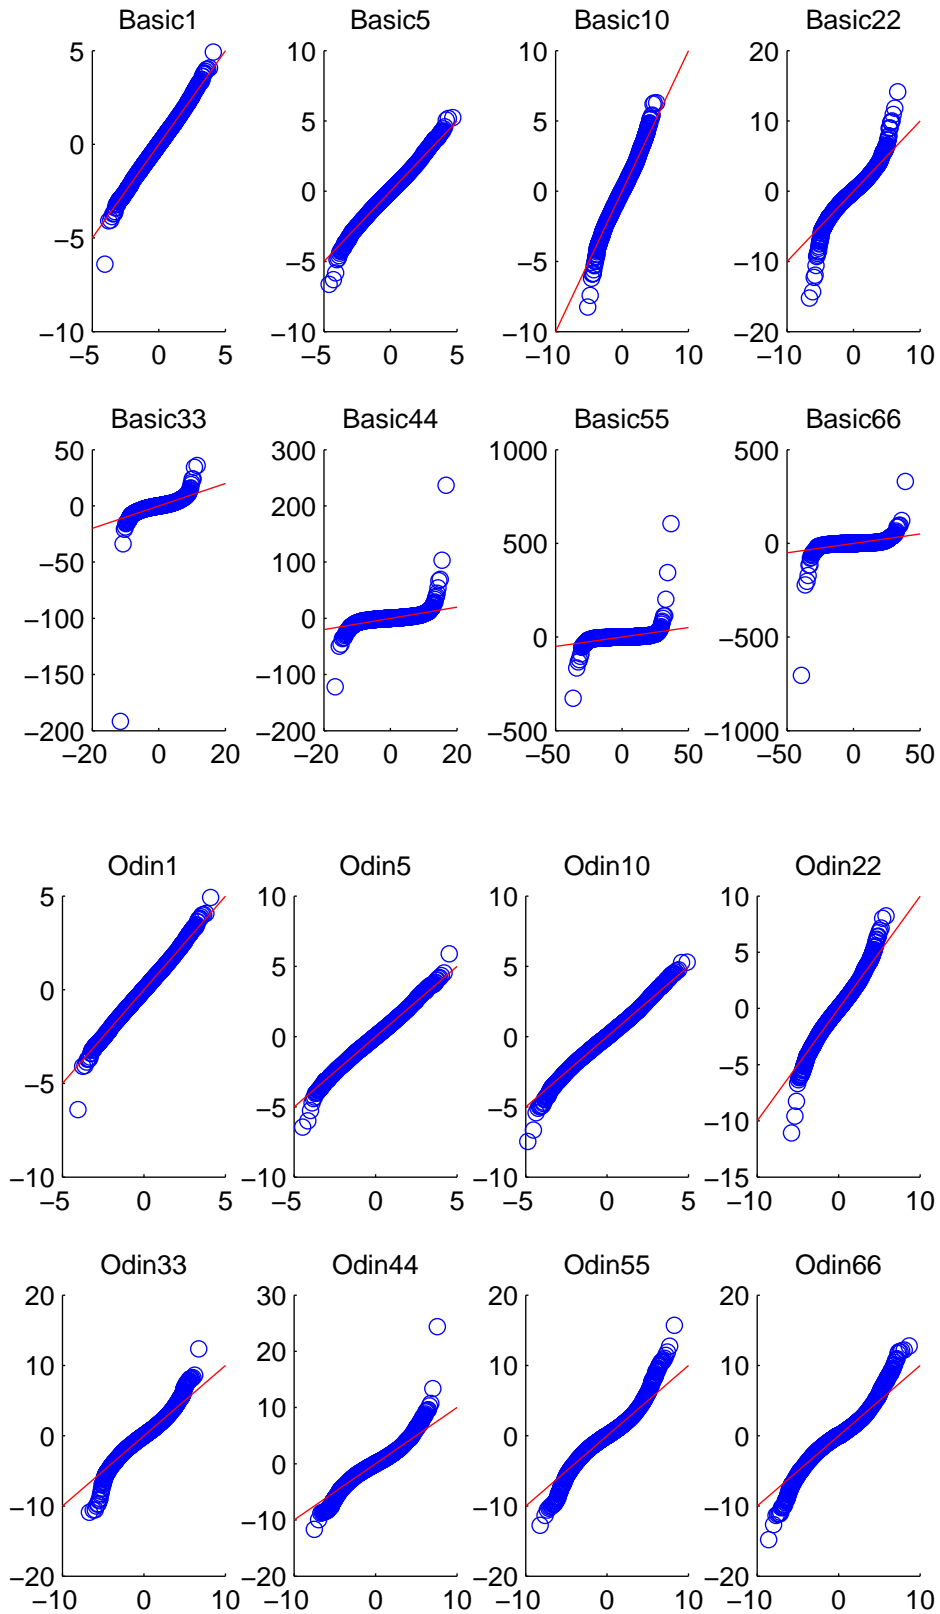 Basic1 Basic5 Basic10 Basic22
5 10 10 20
0 5 5 10
−5 0 0 0
−10 −5 −5 −10
−10 −10 −20
−5 0 5 −5 0 5 −10 0 10 −10 0 10
Basic33 Basic44 Basic55 Basic66
50 300 1000 500
0 200 500 0
−50 100 0 −500
−100 0 −500 −1000
−150 −100
−200 −200
−20 0 20 −20 0 20 −50 0 50 −50 0 50
Odin1 Odin5 Odin10 Odin22
5 10 10 10
0 5 5 5
−5 0 0 0
−10 −5 −5 −5
−10 −10 −10
−15
−5 0 5 −5 0 5 −5 0 5 −10 0 10
Odin33 Odin44 Odin55 Odin66
20 30 20 20
10 20 10 10
0 10 0 0
−10 0 −10 −10
−20 −10 −20 −20
−20
−10 0 10 −10 0 10 −10 0 10 −10 0 10